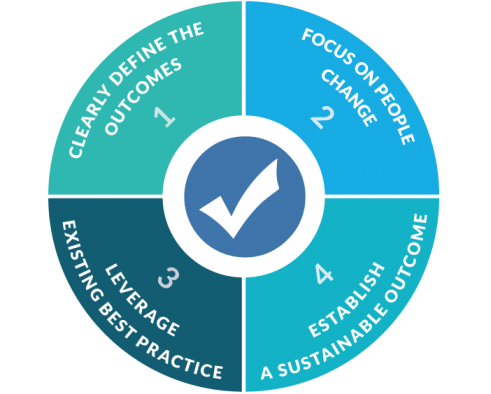 CLEARLY DEFINE THE
OUTCOMES
1
FOCUS ON PEOPLE
CHANGE
2
3
LEVERAGE
EXISTING BEST PRACTICE
4
ESTABLISH
A SUSTAINABLE OUTCOME